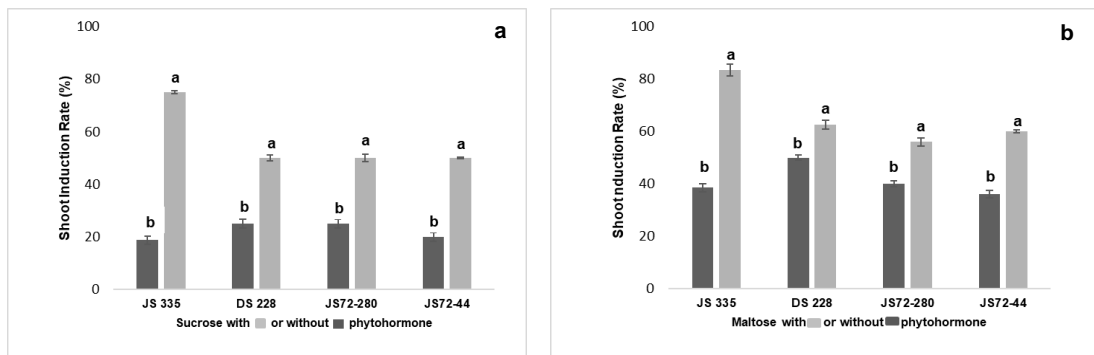 a
Shoot Induction Rate (%)
100
80
60
40
20
0
b a b a b a b a
JS 335 DS 228 JS72-280 JS72-44
Sucrose with or without phytohormone
b
Shoot Nduction Rate (%)
100
80
60
40
20
0
b a b a b a b a
JS 335 DS 228 JS72-280 JS72-44
Maltose with or without phytohormone